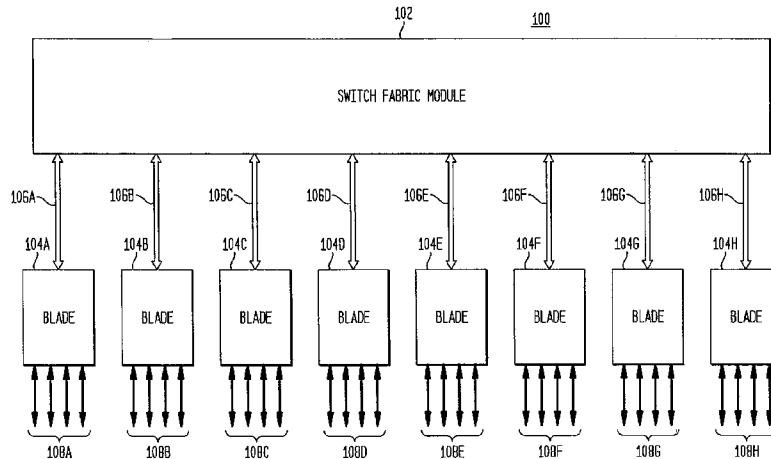 102
100
SWITCH FABRIC MODULE
106A 106B 106C 106D 106E 106F 106G 106H
104A 104B 104C 104D 104E 104F 104G 104H
BLADE BLADE BLADE BLADE BLADE BLADE BLADE BLADE
108A 108B 108C 108D 108E 108F 108G 108H